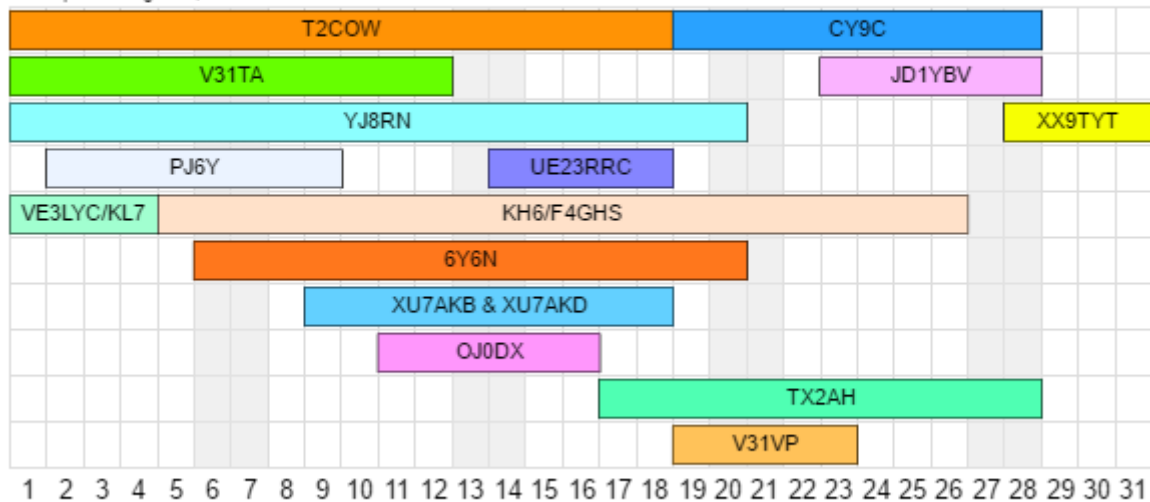 T2COW CY9C
V31TA JD1YBV
YJ8RN XX9TYT
PJ6Y UE23RRC
VE3LYC/KL7 KH6/F4GHS
6Y6N
XU7AKB & XU7AKD
OJ0DX
TX2AH
V31VP
1 2 3 4 5 6 7 8 9 10 11 12 13 14 15 16 17 18 19 20 21 22 23 24 25 26 27 28 29 30 31